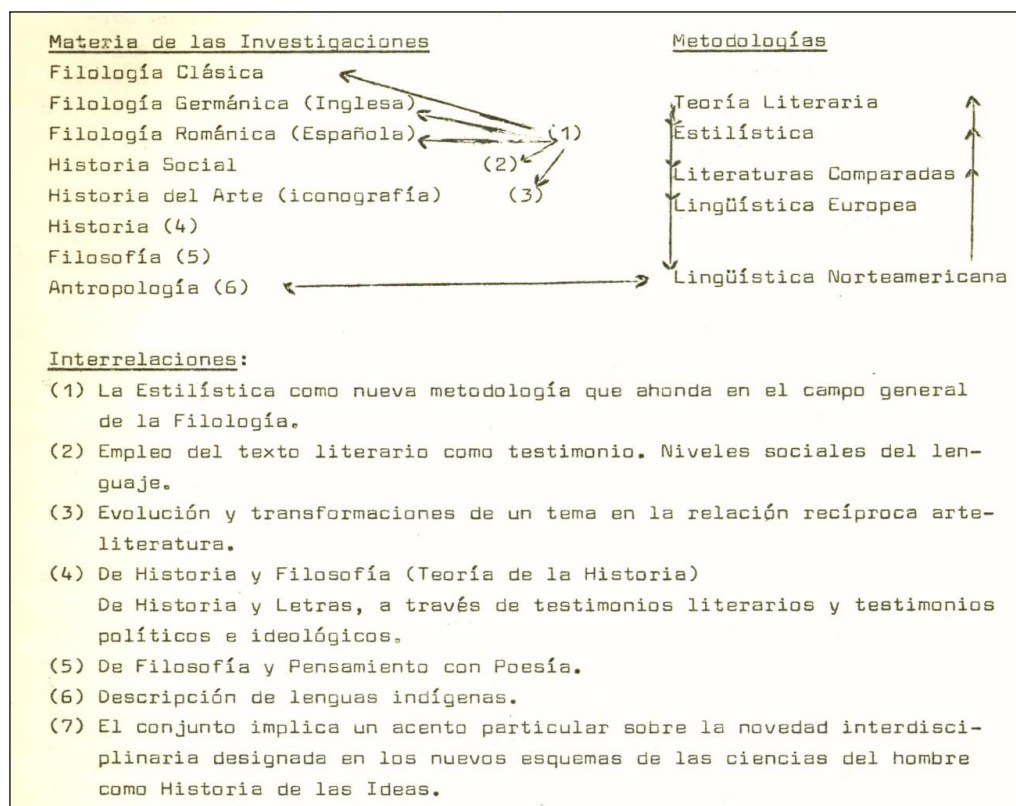 Materia de las Investigaciones
Metodologías
Filología Clásica
Filología Germánica (Inglesa)
Filología Románica (Española)
(1)
Historia Social
(2)
Historia del Arte (iconografía)
(3)
Historia (4)
Filosofía (5)
Antropología (6)
Teoría Literaria
Estilística
Literaturas Comparadas
Lingüística Europea
Lingüística Norteamericana
Interrelaciones:
(1) La Estilística como nueva metodología que ahonda en el campo general
de la Filología.
(2) Empleo del texto literario como testimonio. Niveles sociales del len-
guaje.
(3) Evolución y transformaciones de un tema en la relación recíproca arte-
literatura.
(4) De Historia y Filosofía (Teoría de la Historia)
De Historia y Letras, a través de testimonios literarios y testimonios
políticos e ideológicos.
(5) De Filosofía y Pensamiento con Poesía.
(6) Descripción de lenguas indígenas.
(7) El conjunto implica un acento particular sobre la novedad interdisci-
plinaria designada en los nuevos esquemas de las ciencias del hombre
como Historia de las Ideas.